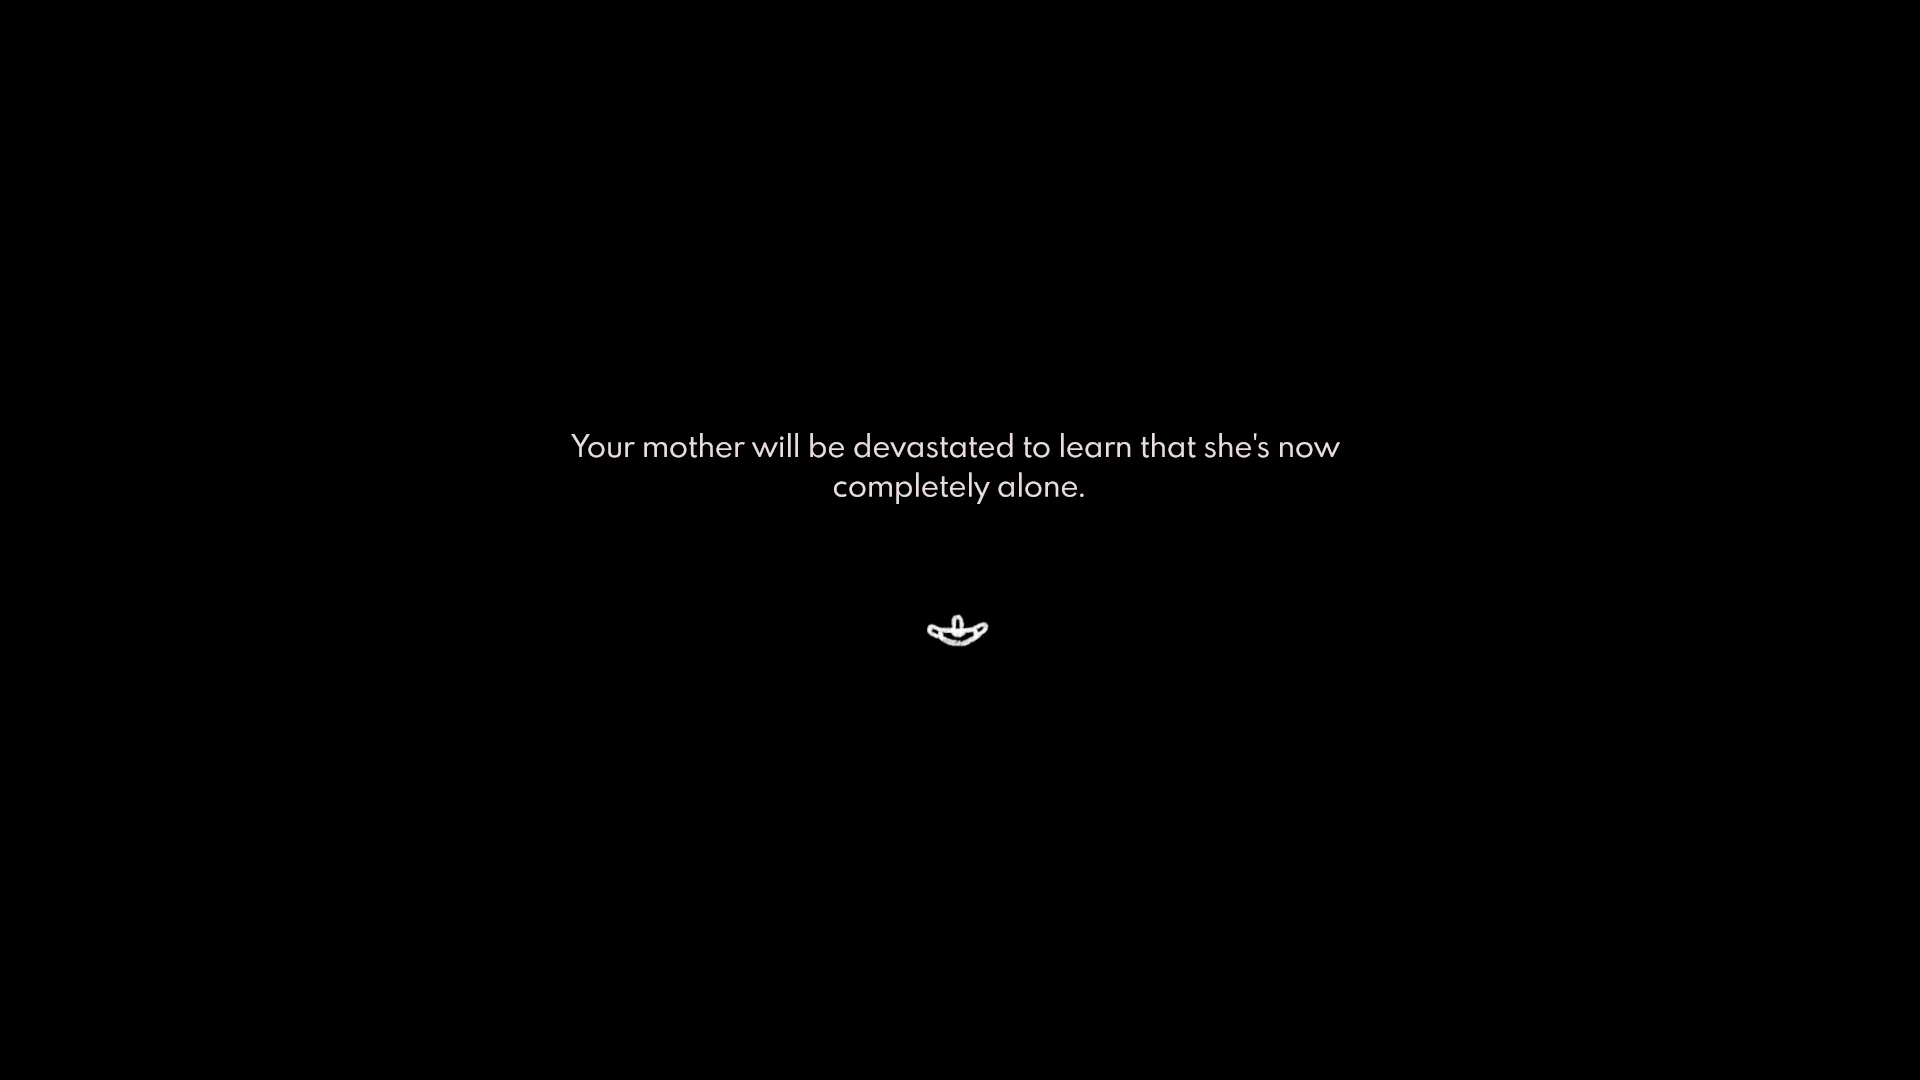 Your mother will be devastated to learn that she's now
completely alone.